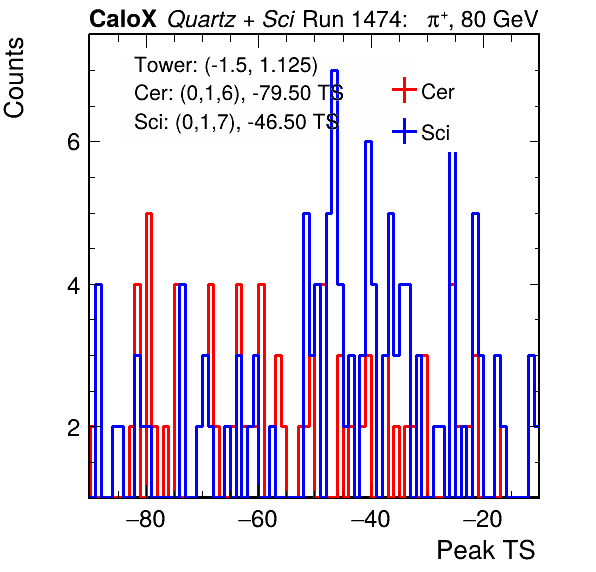 CaloX Quartz + Sci Run 1474: π⁺, 80 GeV
Counts
Tower: (-1.5, 1.125)
Cer: (0,1,6), -79.50 TS
Sci: (0,1,7), -46.50 TS
Cer
Sci
6
4
2
−80 −60 −40 −20
Peak TS